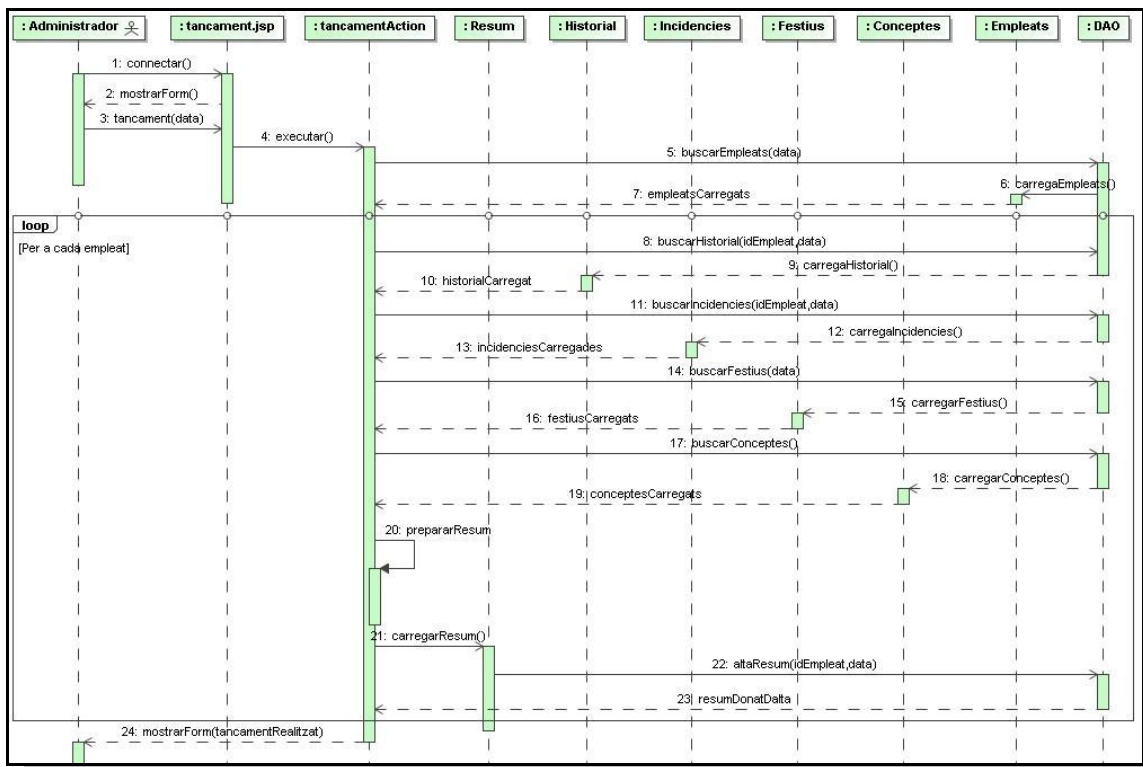 : Administrador
: tancament.jsp
: tancamentAction
: Resum
: Historial
: Incidencies
: Festius
: Conceptes
: Empleats
: DAO
1: connectar()
2: mostrarForm()
3: tancament(data)
4: executar()
5: buscarEmpleats(data)
6: carregaEmpleats()
7: empleatsCarregats
loop
[Per a cada empleat]
8: buscarHistorial(idEmpleat,data)
9: carregaHistorial()
10: historialCarregat
11: buscarIncidencies(idEmpleat,data)
12: carregaIncidencies()
13: incidenciesCarregades
14: buscarFestius(data)
15: carregarFestius()
16: festiusCarregats
17: buscarConceptes()
18: carregarConceptes()
19: conceptesCarregats
20: prepararResum
21: carregarResum()
22: altaResum(idEmpleat,data)
23: resumDonatDalta
24: mostrarForm(tancamentRealitzat)